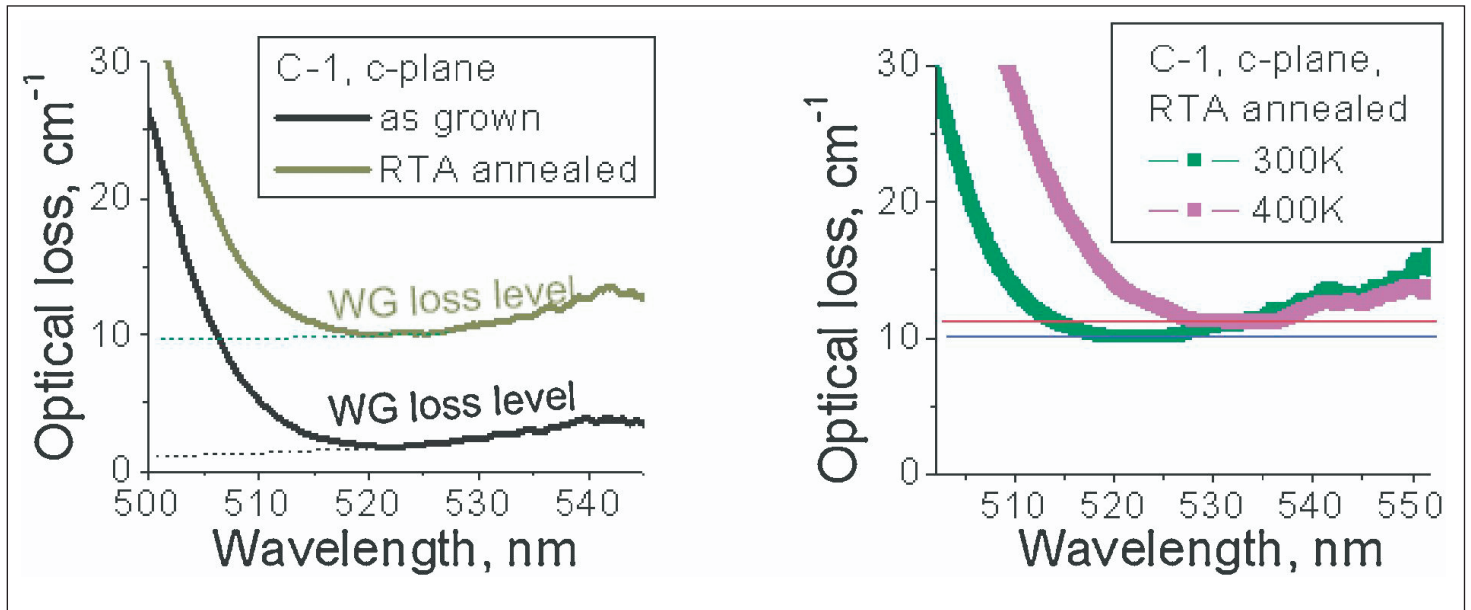 C-1, c-plane
as grown
RTA annealed
WG loss level
WG loss level
Optical loss, cm⁻¹
30
20
10
0
500 510 520 530 540
Wavelength, nm
C-1, c-plane,
RTA annealed
300K
400K
Optical loss, cm⁻¹
30
20
10
0
510 520 530 540 550
Wavelength, nm